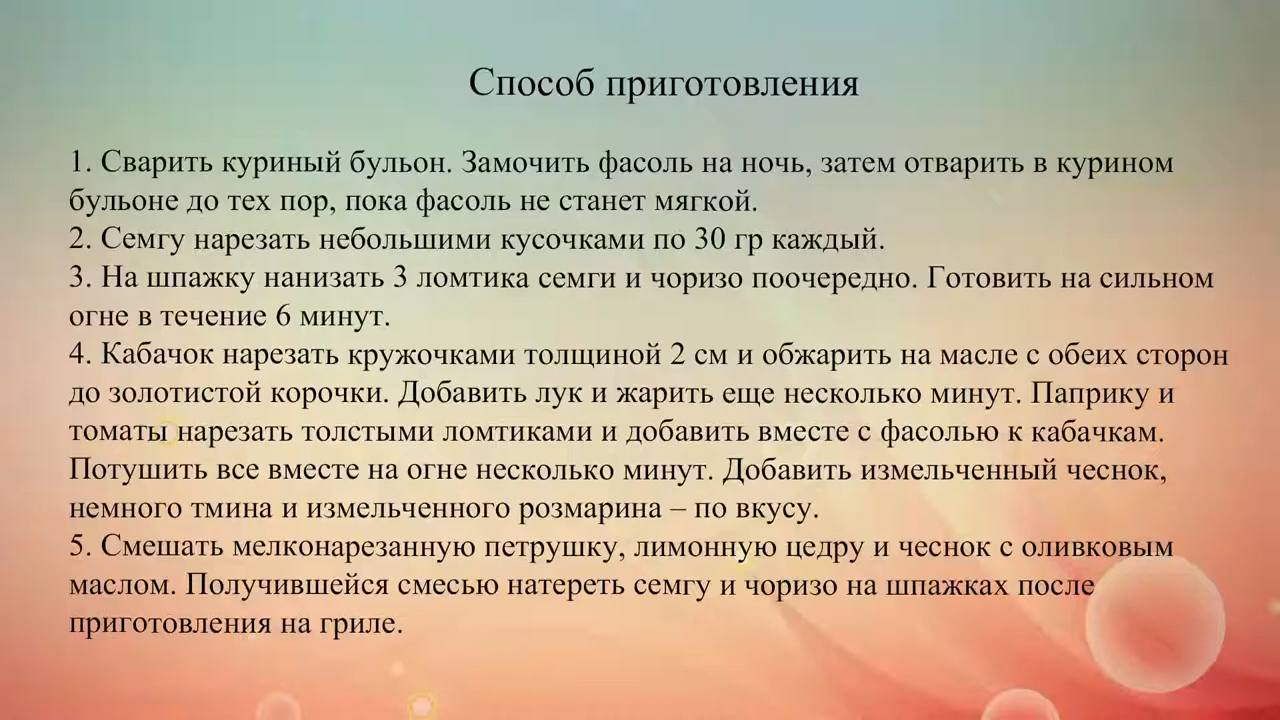 Способ приготовления
1. Сварить куриный бульон. Замочить фасоль на ночь, затем отварить в курином
бульоне до тех пор, пока фасоль не станет мягкой.
2. Семгу нарезать небольшими кусочками по 30 гр каждый.
3. На шпажку нанизать 3 ломтика семги и чоризо поочередно. Готовить на сильном
огне в течение 6 минут.
4. Кабачок нарезать кружочками толщиной 2 см и обжарить на масле с обеих сторон
до золотистой корочки. Добавить лук и жарить еще несколько минут. Паприку и
томаты нарезать толстыми ломтиками и добавить вместе с фасолью к кабачкам.
Потушить все вместе на огне несколько минут. Добавить измельченный чеснок,
немного тмина и измельченного розмарина – по вкусу.
5. Смешать мелконарезанную петрушку, лимонную цедру и чеснок с оливковым
маслом. Получившейся смесью натереть семгу и чоризо на шпажках после
приготовления на гриле.